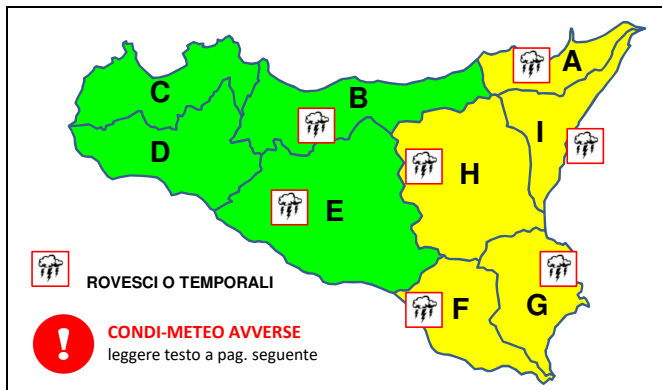 A
C
B
I
D
H
E
F
G
ROVESCI O TEMPORALI
!
CONDI-METEO AVVERSE
leggere testo a pag. seguente